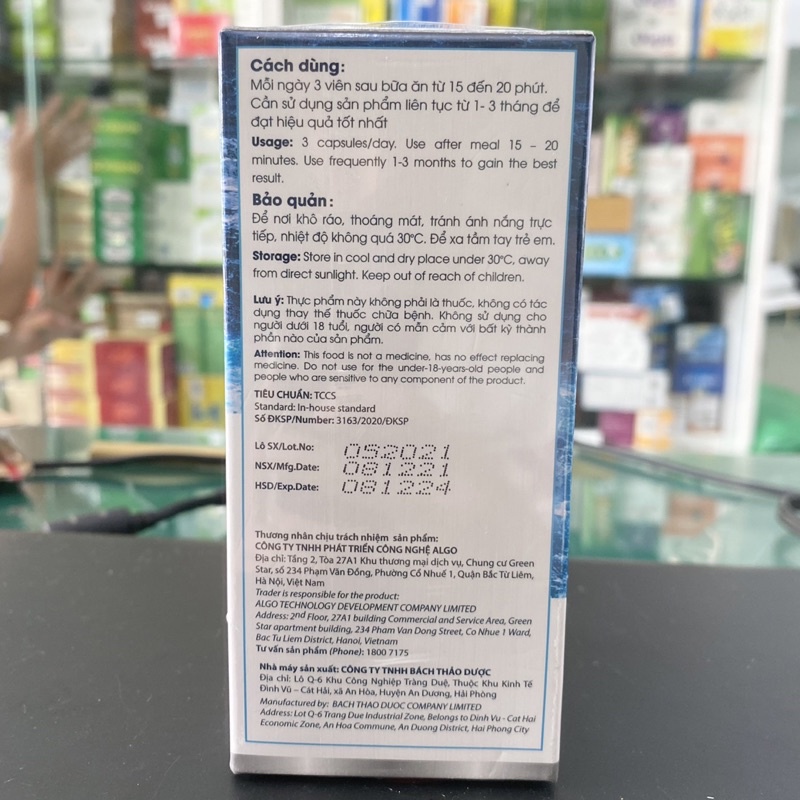 Cách dùng:
Mỗi ngày 3 viên sau bữa ăn từ 15 đến 20 phút.
Cần sử dụng sản phẩm liên tục từ 1- 3 tháng để
đạt hiệu quả tốt nhất
Usage: 3 capsules/day. Use after meal 15 – 20
minutes. Use frequently 1-3 months to gain the best
result.
Bảo quản:
Để nơi khô ráo, thoáng mát, tránh ánh nắng trực
tiếp, nhiệt độ không quá 30°C. Để xa tầm tay trẻ em.
Storage: Store in cool and dry place under 30°C, away
from direct sunlight. Keep out of reach of children.
Lưu ý: Thực phẩm này không phải là thuốc, không có tác
dụng thay thế thuốc chữa bệnh. Không sử dụng cho
người dưới 18 tuổi, người có mẫn cảm với bất kỳ thành
phần nào của sản phẩm.
Attention: This food is not a medicine, has no effect replacing
medicine. Do not use for the under-18-years-old people and
people who are sensitive to any component of the product.
TIÊU CHUẨN: TCCS
Standard: In-house standard
Số ĐKSP/Number: 3163/2020/ĐKSP
Lô SX/Lot.No: 052021
NSX/Mfg.Date: 081221
HSD/Exp.Date: 081224
Thương nhân chịu trách nhiệm sản phẩm:
CÔNG TY TNHH PHÁT TRIỂN CÔNG NGHỆ ALGO
Địa chỉ: Tầng 2, Tòa 27A1 Khu thương mại dịch vụ, Chung cư Green
Star, số 234 Phạm Văn Đồng, Phường Cổ Nhuế 1, Quận Bắc Từ Liêm,
Hà Nội, Việt Nam
Trader is responsible for the product:
ALGO TECHNOLOGY DEVELOPMENT COMPANY LIMITED
Address: 2nd Floor, 27A1 building Commercial and Service Area, Green
Star apartment building, 234 Pham Van Dong Street, Co Nhue 1 Ward,
Bac Tu Liem District, Hanoi, Vietnam
Tư vấn sản phẩm (Phone): 1800 7175
Nhà máy sản xuất: CÔNG TY TNHH BÁCH THẢO DƯỢC
Địa chỉ: Lô Q-6 Khu Công Nghiệp Tràng Duệ, Thuộc Khu Kinh Tế
Đình Vũ – Cát Hải, xã An Hòa, Huyện An Dương, Hải Phòng
Manufactured by: BACH THAO DUOC COMPANY LIMITED
Address: Lot Q-6 Trang Due Industrial Zone, Belongs to Dinh Vu - Cat Hai
Economic Zone, An Hoa Commune, An Duong District, Hai Phong City